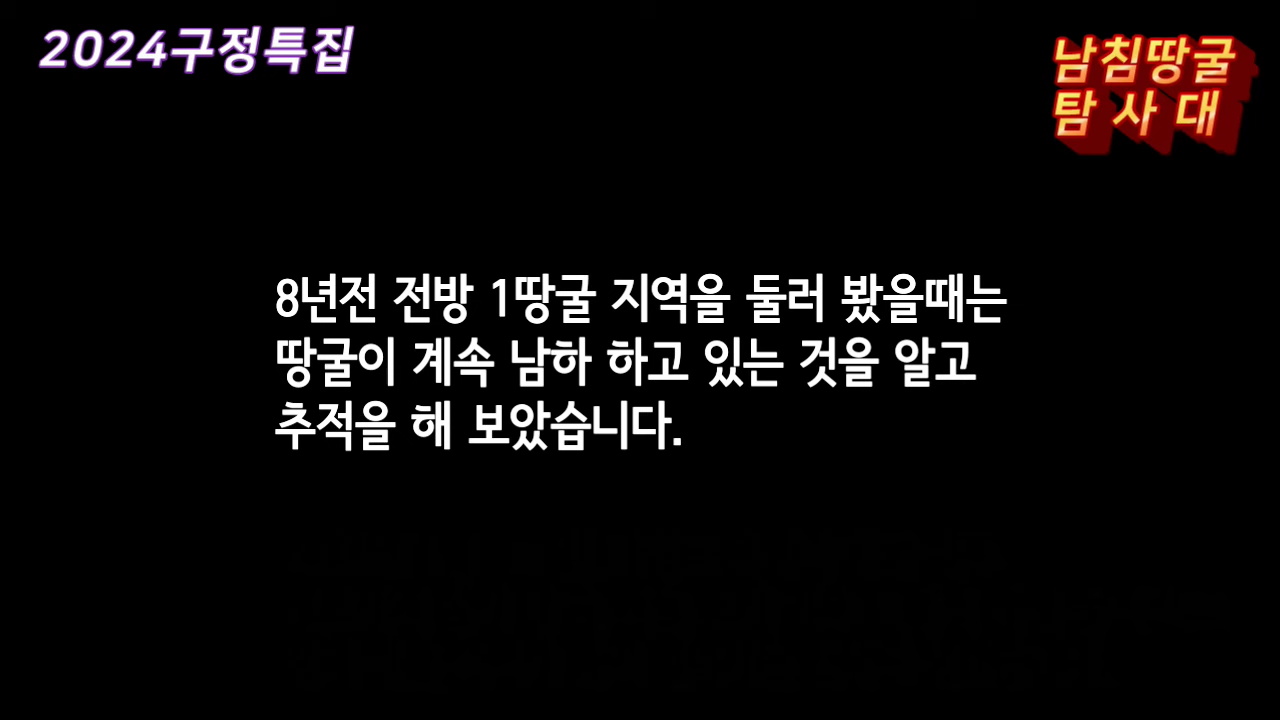 2024구정특집
남침땅굴
탐사대
8년전 전방 1땅굴 지역을 둘러 봤을때는
땅굴이 계속 남하 하고 있는 것을 알고
추적을 해 보았습니다.